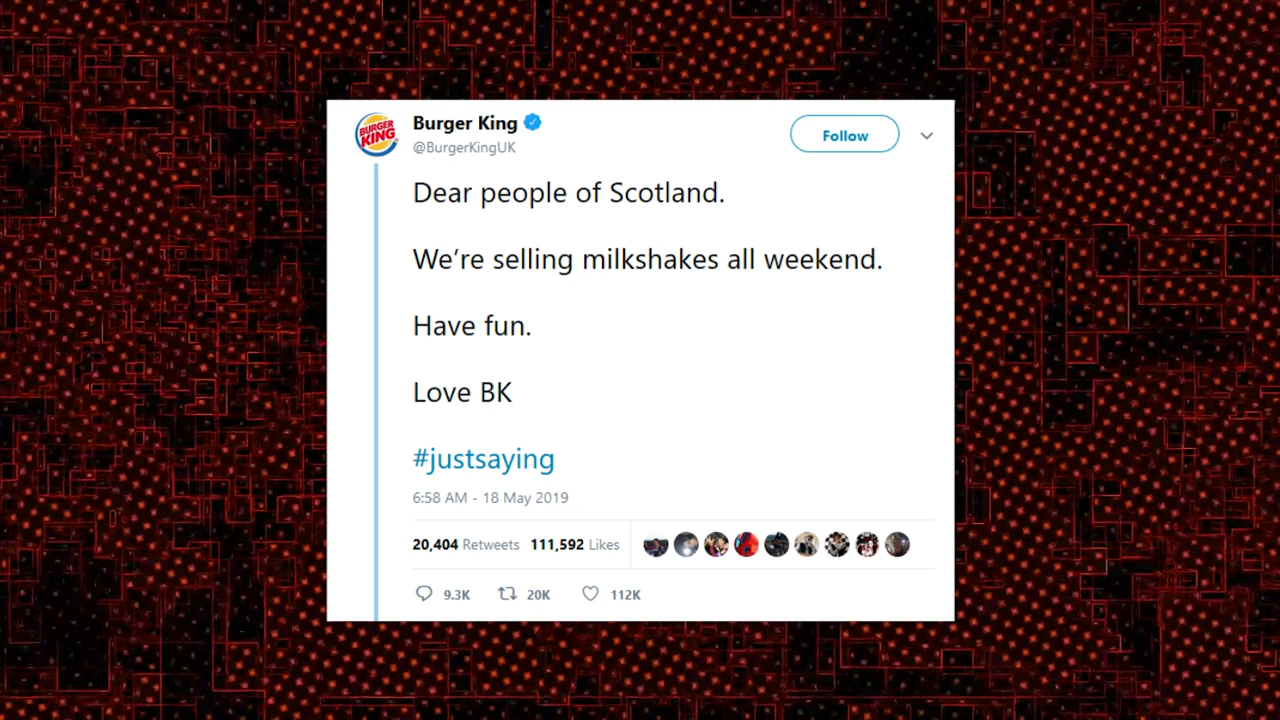 BURGER
KING
Burger King
@BurgerKingUK
Follow
Dear people of Scotland.
We’re selling milkshakes all weekend.
Have fun.
Love BK
#justsaying
6:58 AM - 18 May 2019
20,404 Retweets 111,592 Likes
9.3K 20K 112K